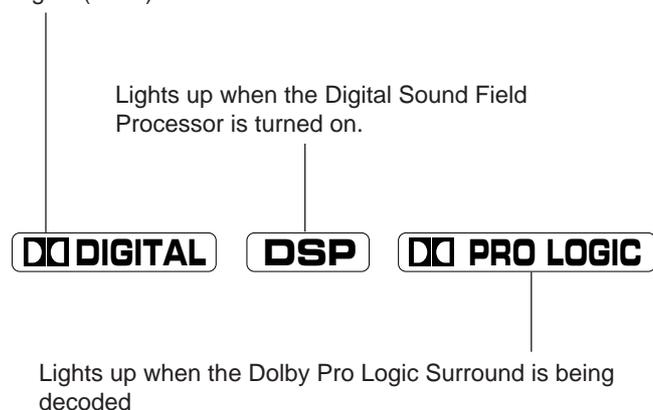 Lights up when the Digital Sound Field
Processor is turned on.
DIGITAL
DSP
PRO LOGIC
Lights up when the Dolby Pro Logic Surround is being
decoded